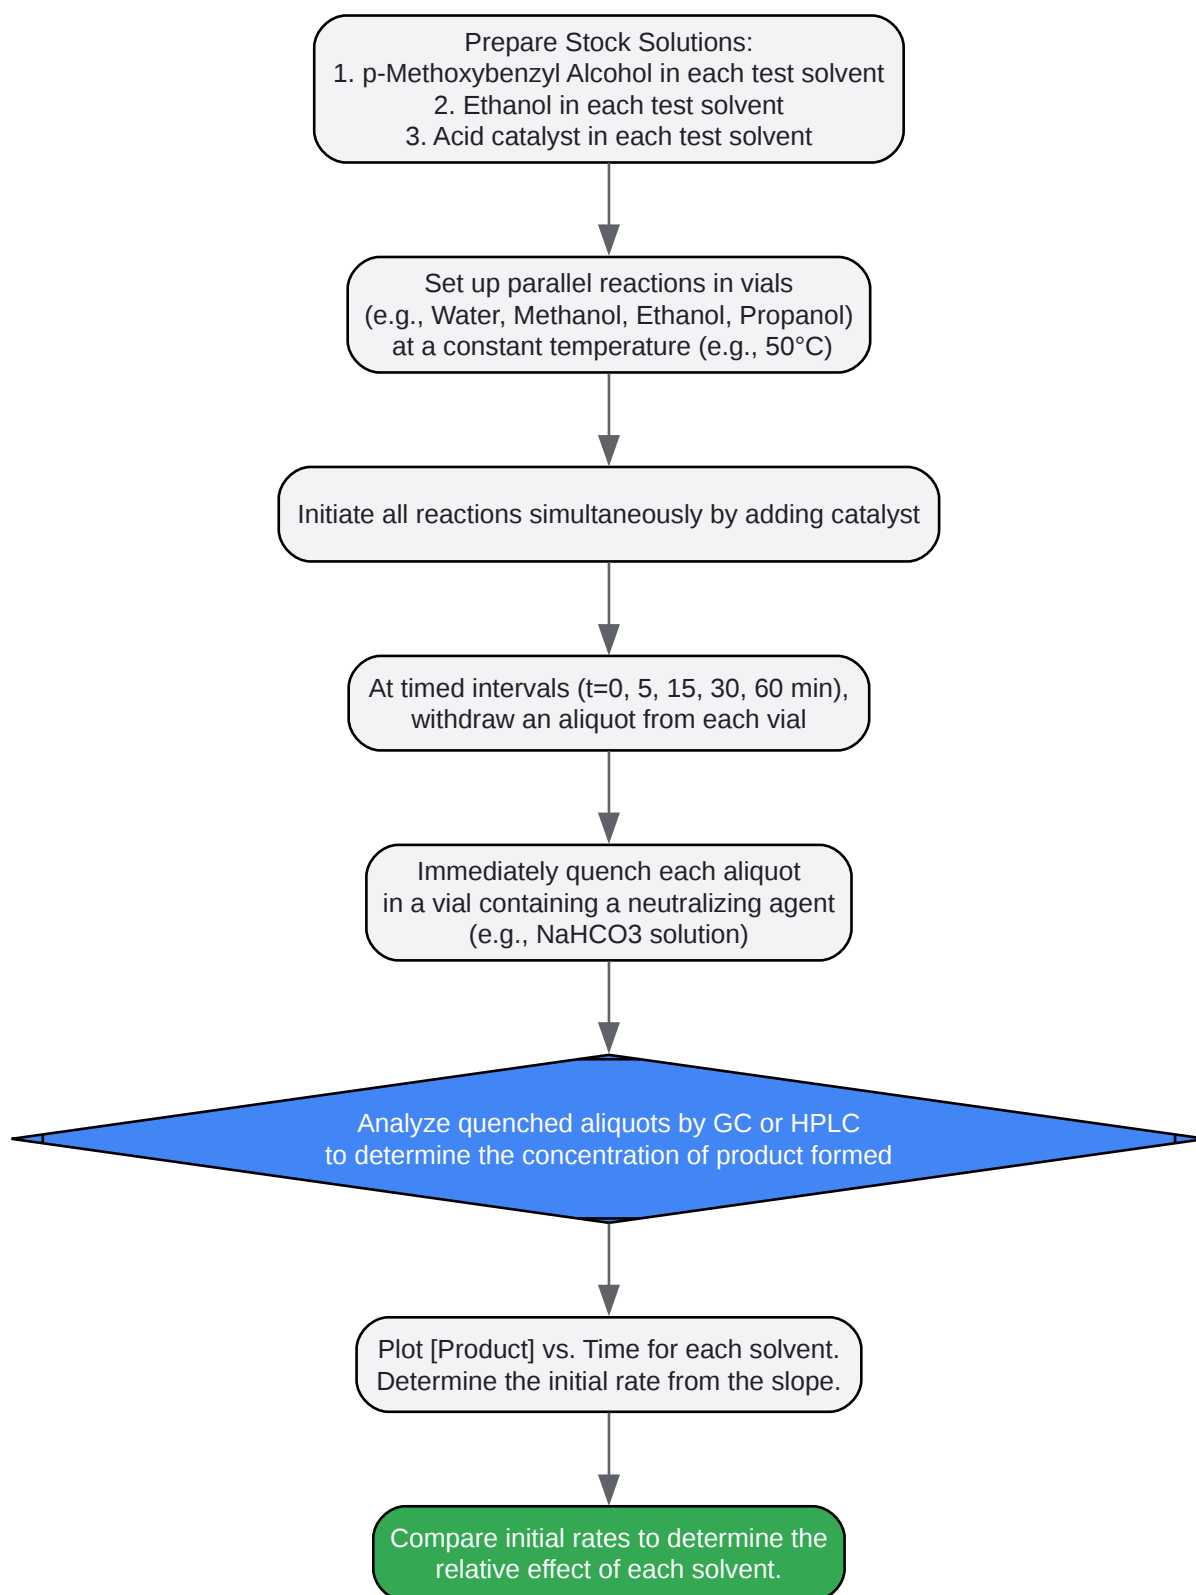 Prepare Stock Solutions:
1. p-Methoxybenzyl Alcohol in each test solvent
2. Ethanol in each test solvent
3. Acid catalyst in each test solvent
Set up parallel reactions in vials
(e.g., Water, Methanol, Ethanol, Propanol)
at a constant temperature (e.g., 50°C)
Initiate all reactions simultaneously by adding catalyst
At timed intervals (t=0, 5, 15, 30, 60 min),
withdraw an aliquot from each vial
Immediately quench each aliquot
in a vial containing a neutralizing agent
(e.g., NaHCO3 solution)
Analyze quenched aliquots by GC or HPLC
to determine the concentration of product formed
Plot [Product] vs. Time for each solvent.
Determine the initial rate from the slope.
Compare initial rates to determine the
relative effect of each solvent.